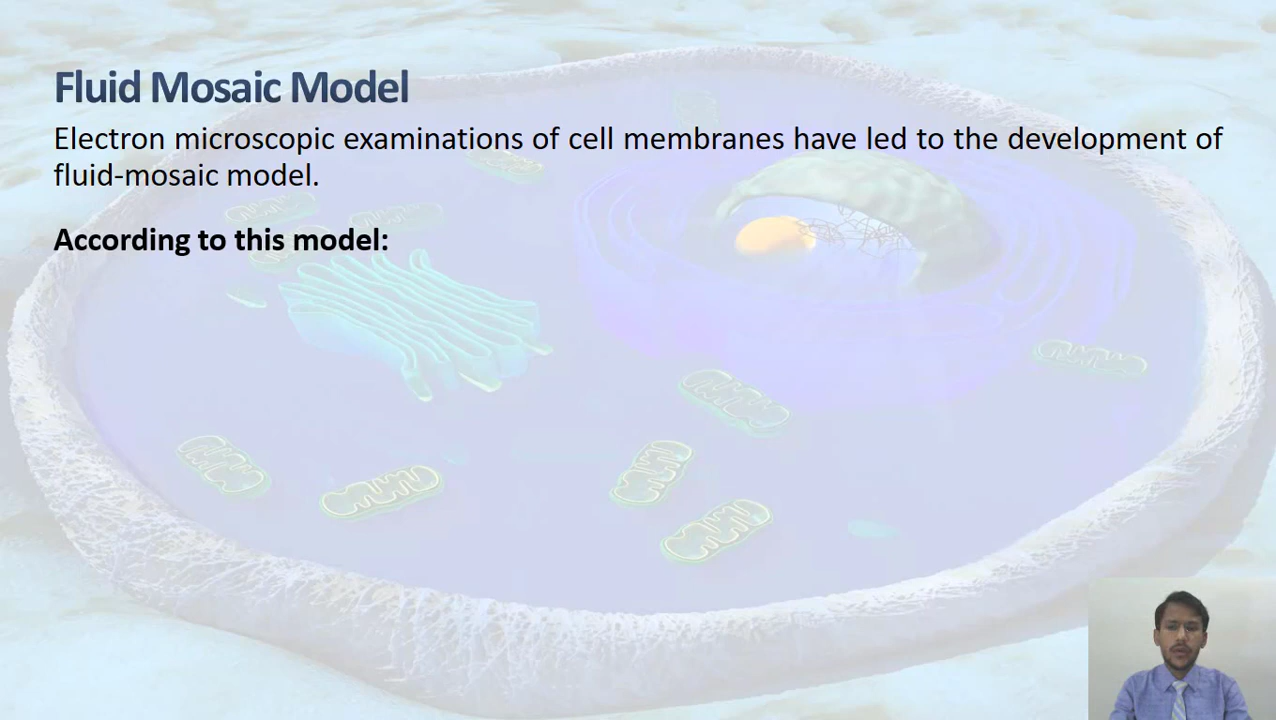 Fluid Mosaic Model
Electron microscopic examinations of cell membranes have led to the development of
fluid-mosaic model.
According to this model: